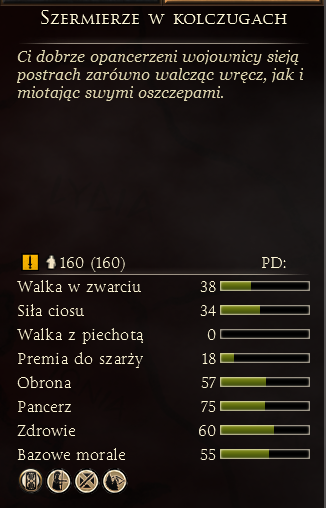 Szermierze w kolczugach
Ci dobrze opancerzeni wojownicy sieją
postrach zarówno walcząc wręcz, jak i
miotając swymi oszczepami.
160 (160) PD:
Walka w zwarciu 38
Siła ciosu 34
Walka z piechotą 0
Premia do szarży 18
Obrona 57
Pancerz 75
Zdrowie 60
Bazowe morale 55